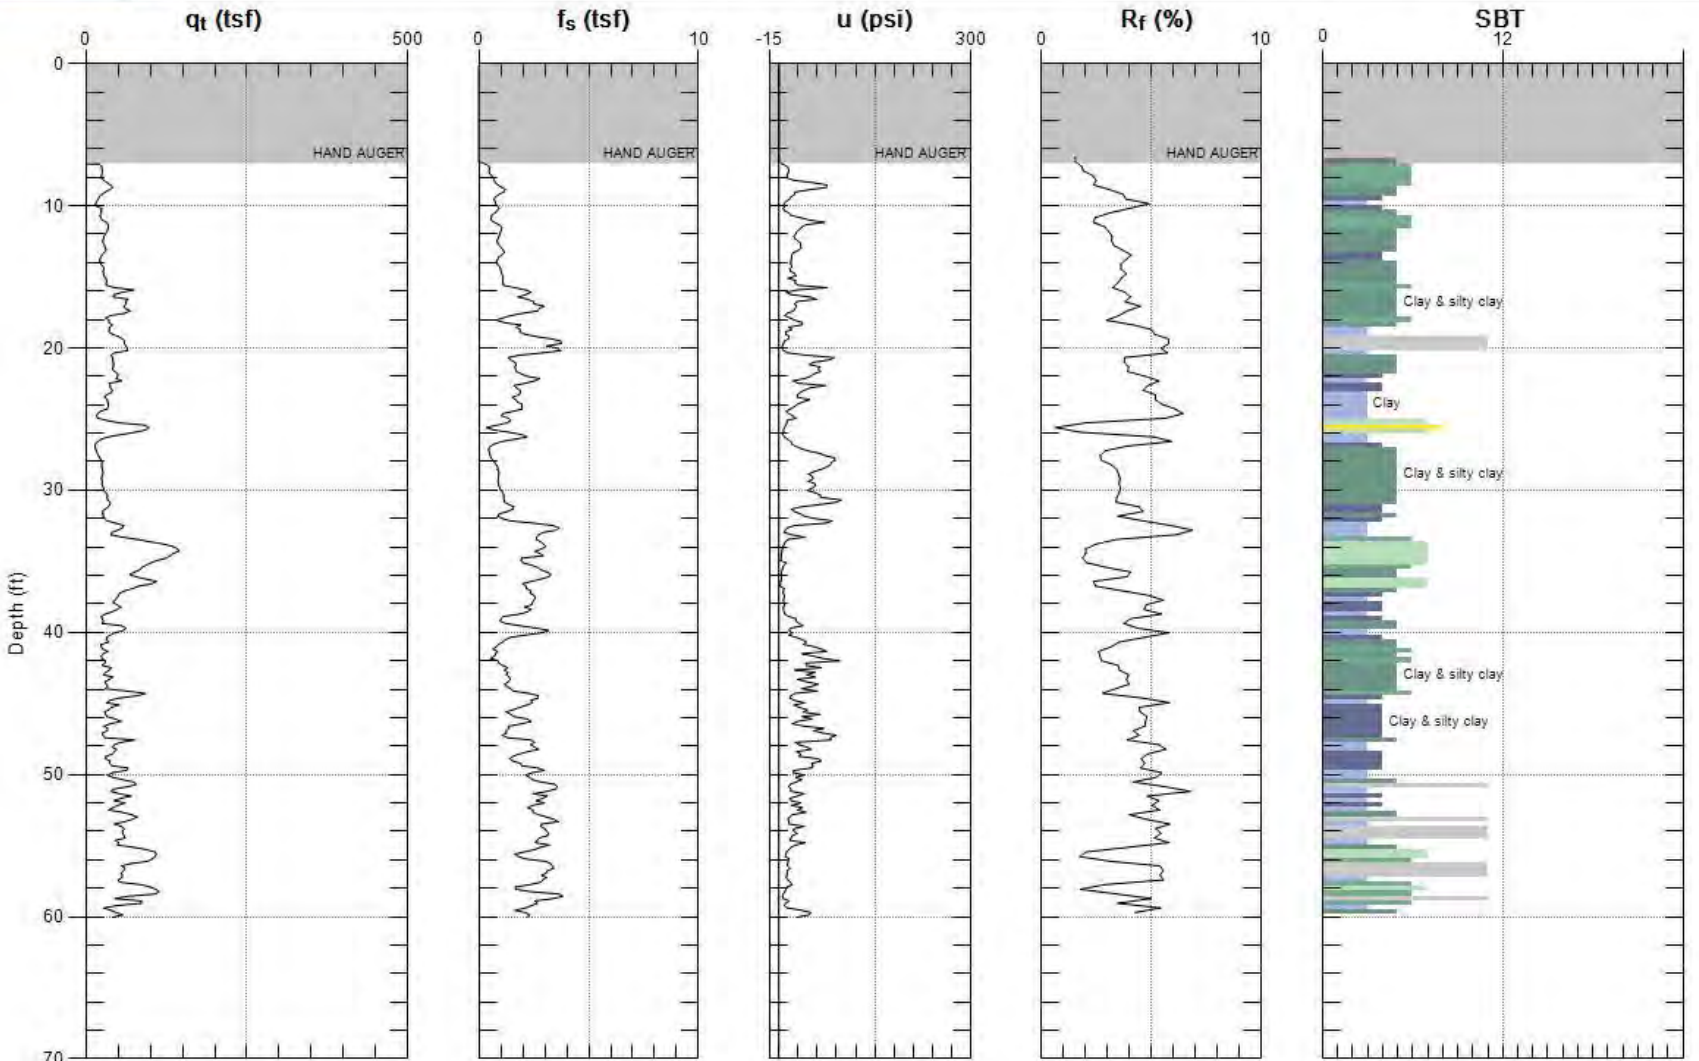 qt (tsf) fs (tsf) u (psi) Rf (%) SBT
0 500 0 10 -15 300 0 10 0 12
0
HAND AUGER HAND AUGER HAND AUGER HAND AUGER
10
Clay & silty clay
20
Clay
Clay & silty clay
30
Depth (ft)
40
Clay & silty clay
Clay & silty clay
50
60
70